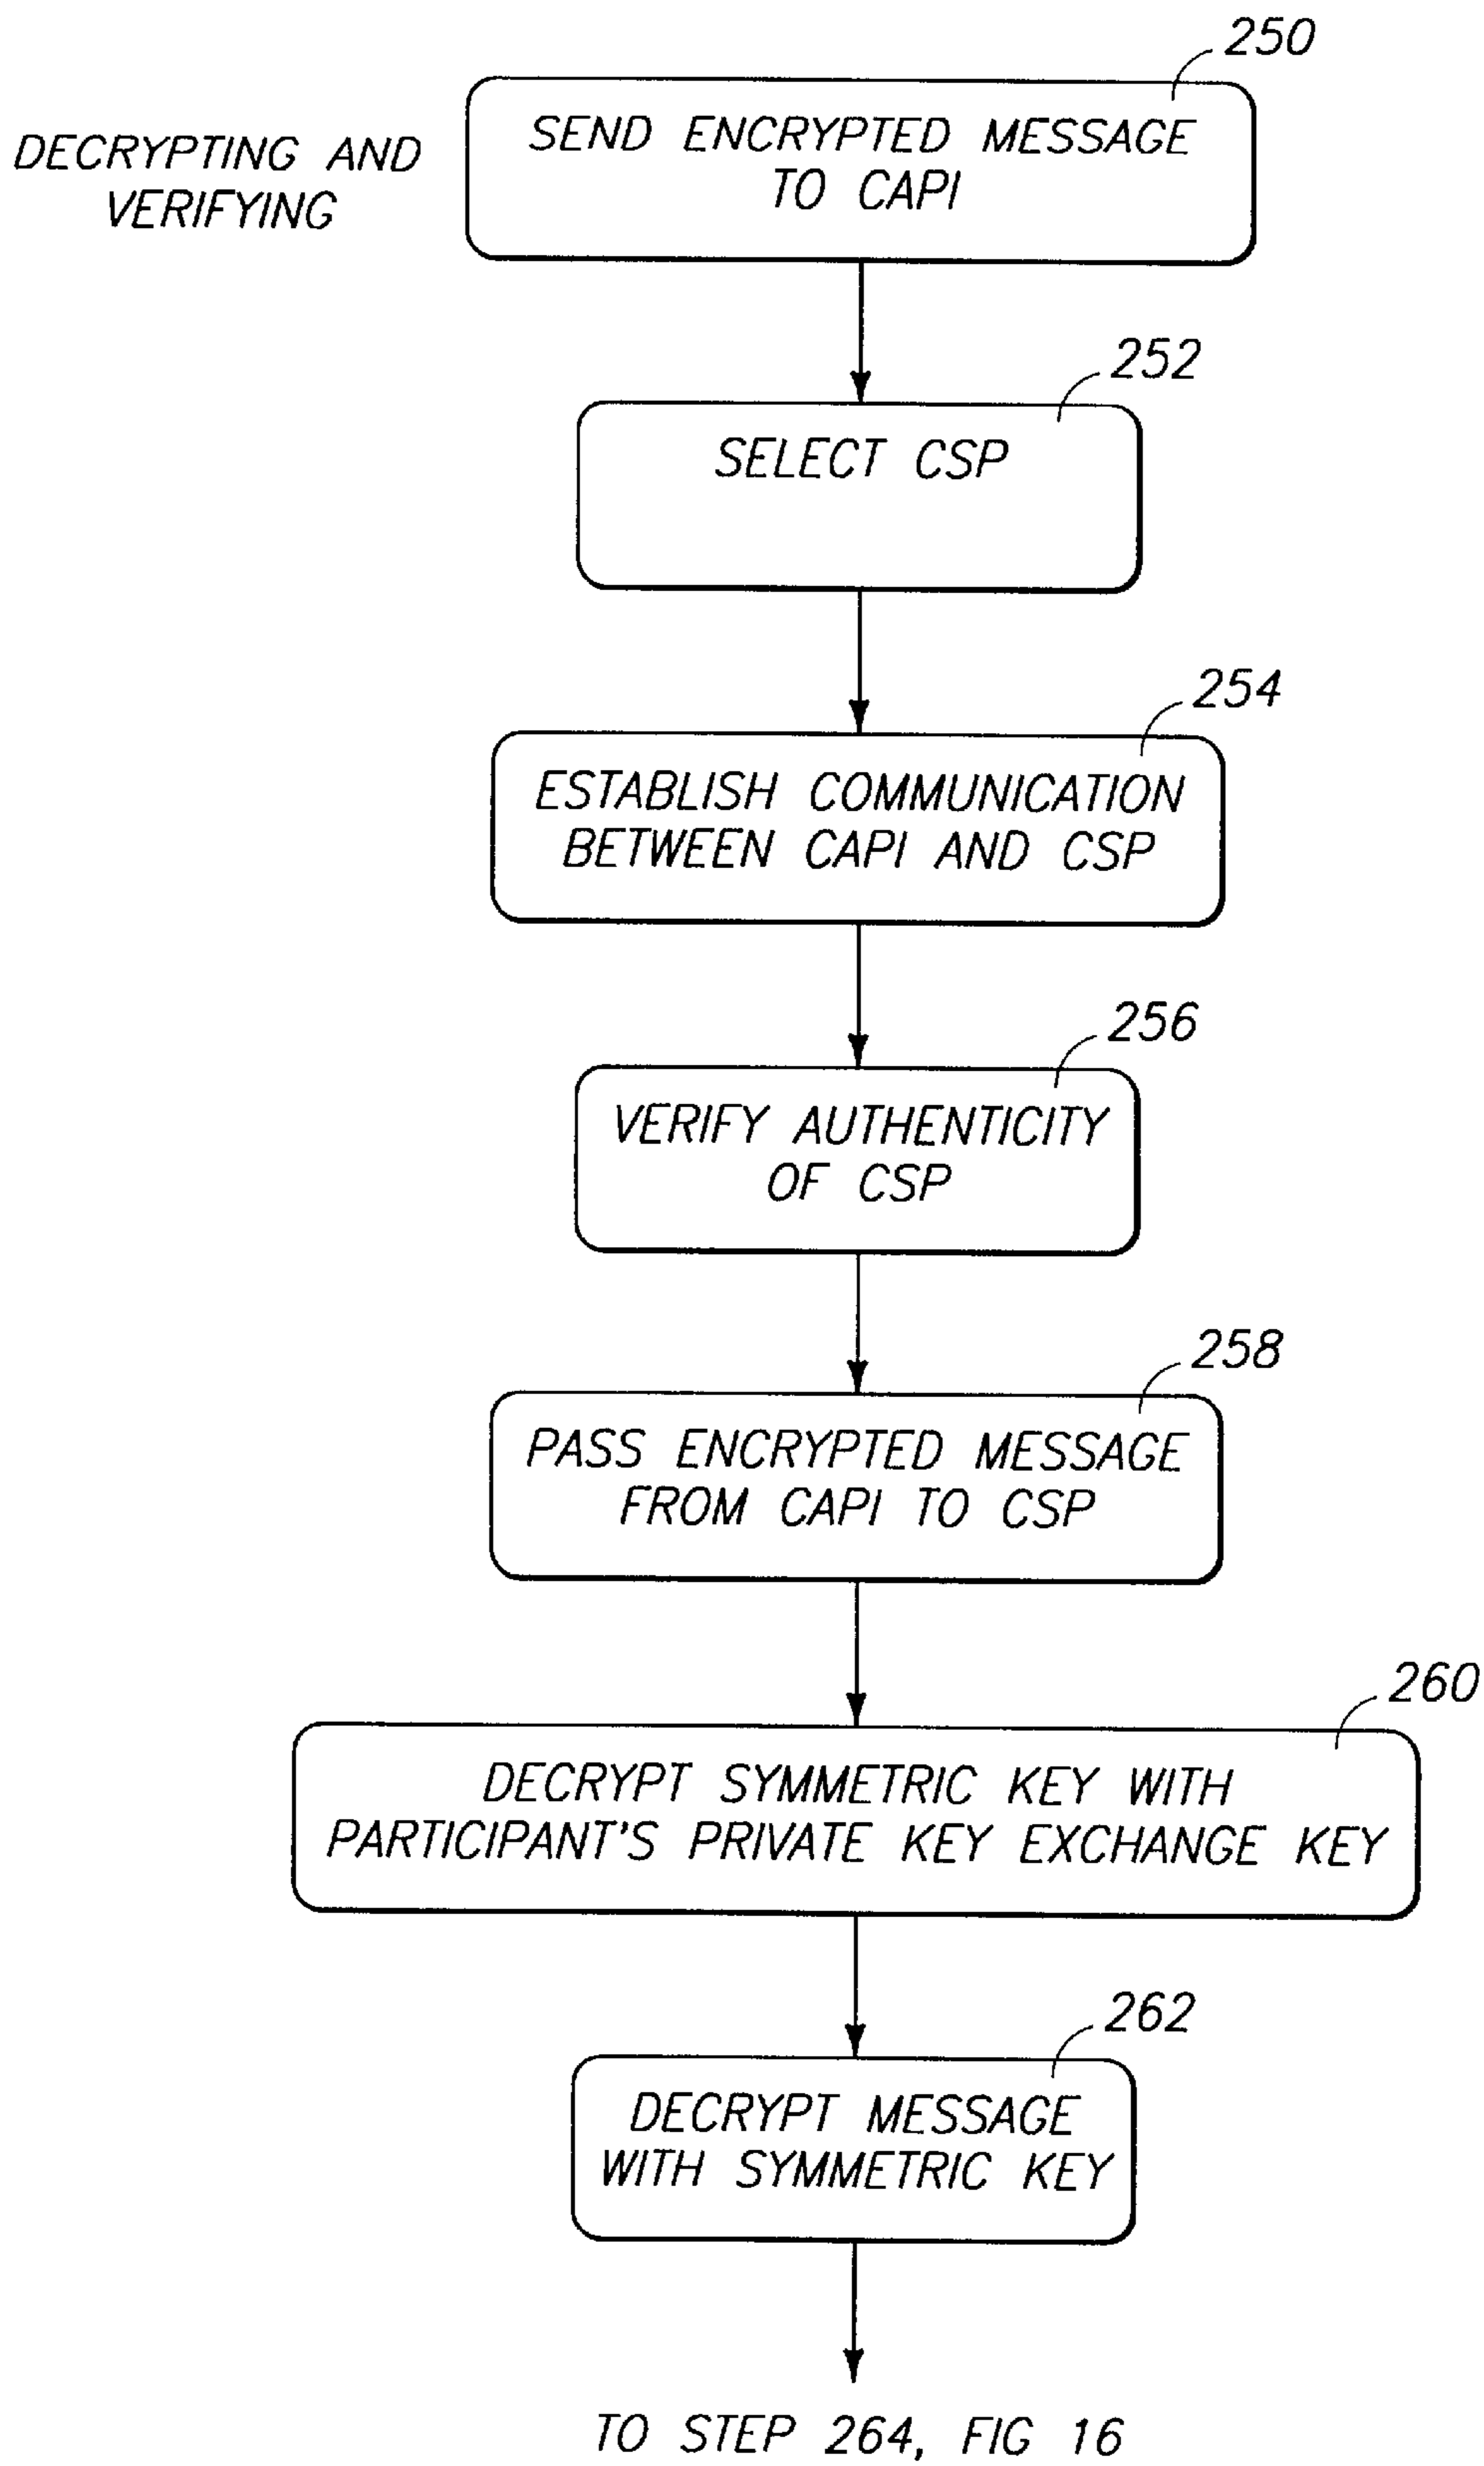 250
DECRYPTING AND
VERIFYING
SEND ENCRYPTED MESSAGE
TO CAPI
252
SELECT CSP
254
ESTABLISH COMMUNICATION
BETWEEN CAPI AND CSP
256
VERIFY AUTHENTICITY
OF CSP
258
PASS ENCRYPTED MESSAGE
FROM CAPI TO CSP
260
DECRYPT SYMMETRIC KEY WITH
PARTICIPANT'S PRIVATE KEY EXCHANGE KEY
262
DECRYPT MESSAGE
WITH SYMMETRIC KEY
TO STEP 264, FIG 16